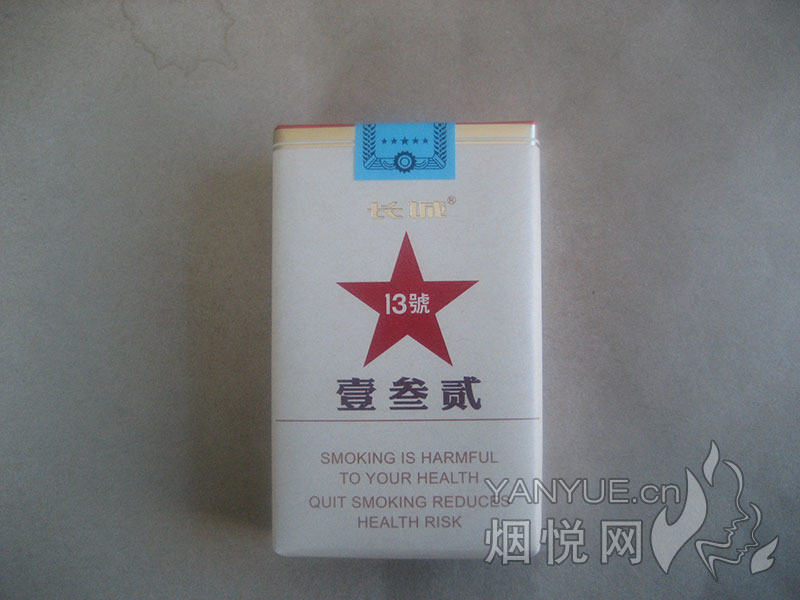 长城®
13號
壹叁贰
SMOKING IS HARMFUL
TO YOUR HEALTH
QUIT SMOKING REDUCES
HEALTH RISK
YANYUE.cn
烟悦网